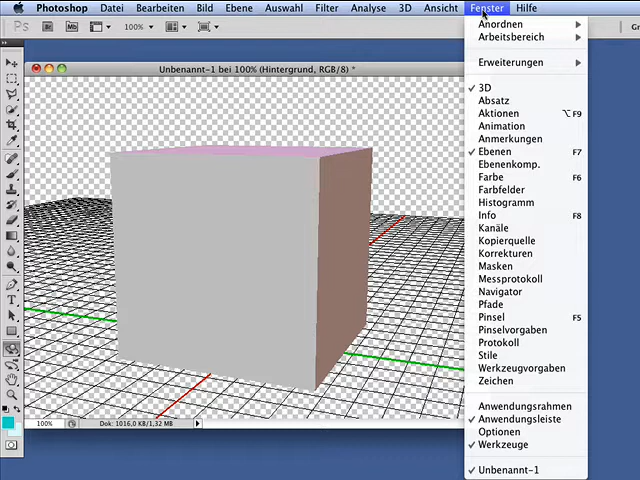 Photoshop Datei Bearbeiten Bild Ebene Auswahl Filter Analyse 3D Ansicht Fenster Hilfe
Ps Br 100%
Gr
Unbenannt-1 bei 100% (Hintergrund, RGB/8) *
Anordnen
Arbeitsbereich
Erweiterungen
✓ 3D
Absatz
Aktionen ⌥F9
Animation
Anmerkungen
✓ Ebenen F7
Ebenenkomp.
Farbe F6
Farbfelder
Histogramm
Info F8
Kanäle
Kopierquelle
Korrekturen
Masken
Messprotokoll
Navigator
Pfade
Pinsel F5
Pinselvorgaben
Protokoll
Stile
Werkzeugvorgaben
Zeichen
Anwendungsrahmen
✓ Anwendungsleiste
Optionen
✓ Werkzeuge
✓ Unbenannt-1
100% Dok: 1016,0 KB/1,32 MB